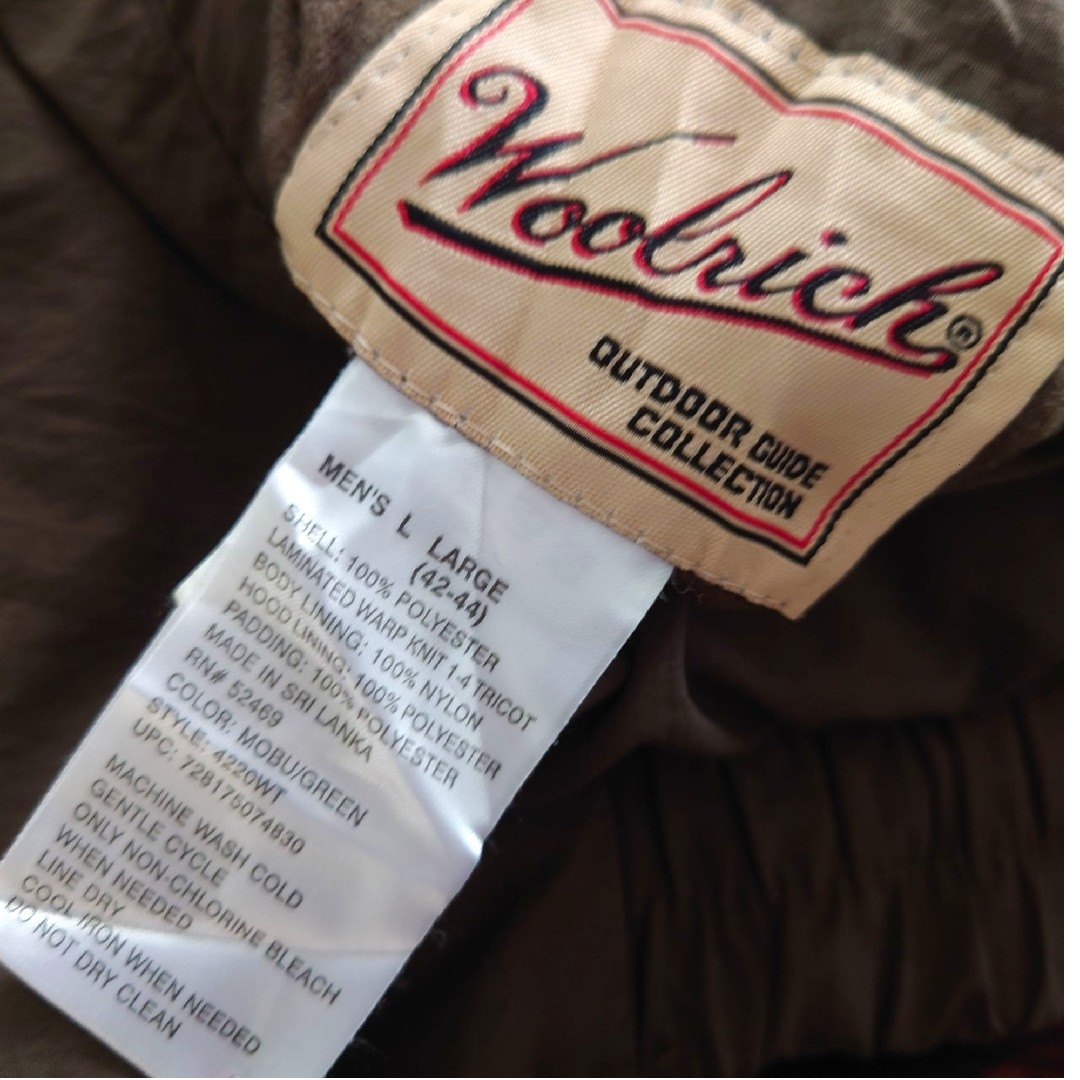 Woolrich®
OUTDOOR GUIDE
COLLECTION
MEN'S L LARGE
(42-44)
SHELL: 100% POLYESTER
LAMINATED WARP KNIT 1-4 TRICOT
BODY LINING: 100% NYLON
HOOD LINING: 100% POLYESTER
PADDING: 100% POLYESTER
MADE IN SRI LANKA
RN# 52469
COLOR: MOBU/GREEN
STYLE: 4220WT
UPC: 728175074830
MACHINE WASH COLD
GENTLE CYCLE
ONLY NON-CHLORINE BLEACH
WHEN NEEDED
LINE DRY
COOL IRON WHEN NEEDED
DO NOT DRY CLEAN